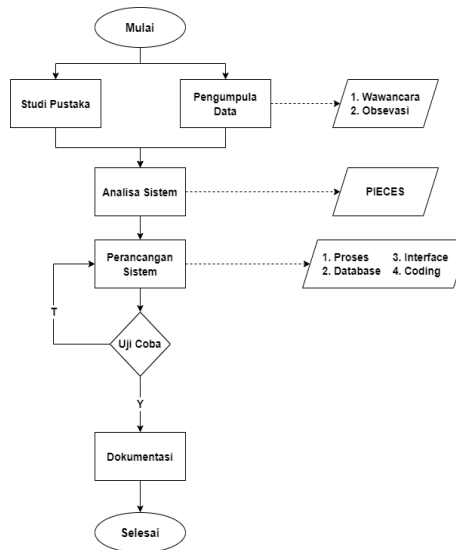 Mulai
Studi Pustaka
Pengumpula
Data
1. Wawancara
2. Obsevasi
Analisa Sistem
PIECES
Perancangan
Sistem
1. Proses 3. Interface
2. Database 4. Coding
T
Uji Coba
Y
Dokumentasi
Selesai